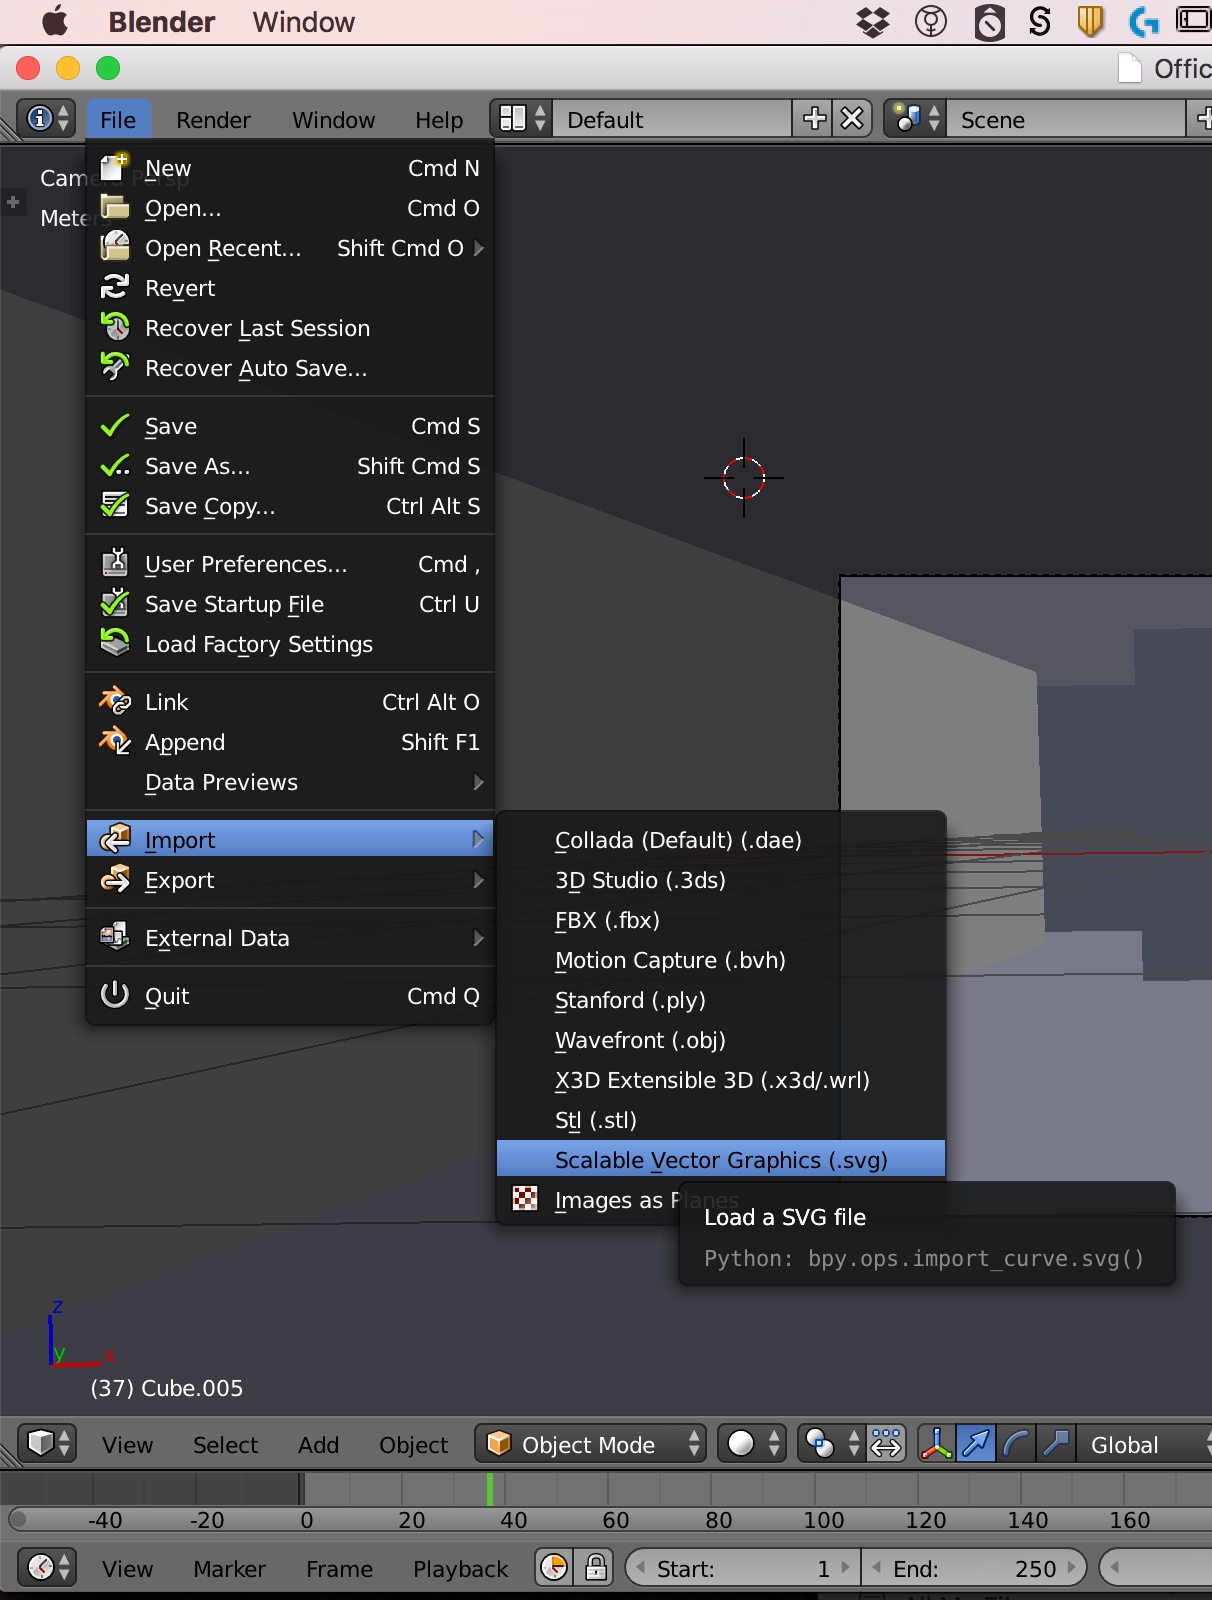 Blender Window
Offic
File Render Window Help Default Scene
Camera Persp
Meters
New Cmd N
Open... Cmd O
Open Recent... Shift Cmd O
Revert
Recover Last Session
Recover Auto Save...
Save Cmd S
Save As... Shift Cmd S
Save Copy... Ctrl Alt S
User Preferences... Cmd ,
Save Startup File Ctrl U
Load Factory Settings
Link Ctrl Alt O
Append Shift F1
Data Previews
Import
Export
External Data
Quit Cmd Q
Collada (Default) (.dae)
3D Studio (.3ds)
FBX (.fbx)
Motion Capture (.bvh)
Stanford (.ply)
Wavefront (.obj)
X3D Extensible 3D (.x3d/.wrl)
Stl (.stl)
Scalable Vector Graphics (.svg)
Images as Planes
Load a SVG file
Python: bpy.ops.import_curve.svg()
z
y x
(37) Cube.005
View Select Add Object Object Mode Global
-40 -20 0 20 40 60 80 100 120 140 160
View Marker Frame Playback Start: 1 End: 250